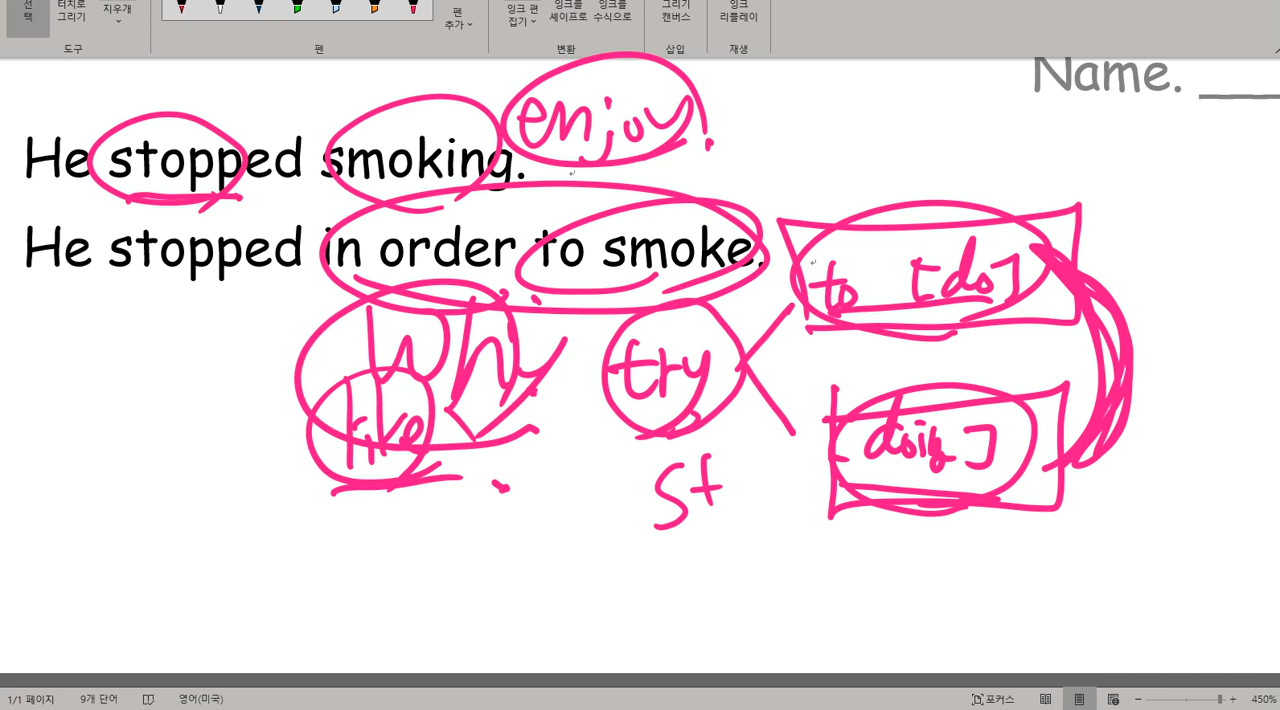 선택
터치로 그리기
지우개
펜 추가
잉크 편집기
잉크를 셰이프로
잉크를 수식으로
그리기 캔버스
잉크 리플레이
도구
펜
변환
삽입
재생
Name. ____
enjoy!
He stopped smoking.
He stopped in order to smoke.
to [do]
why
try
like
doig]
st
1/1 페이지
9개 단어
영어(미국)
포커스
450%